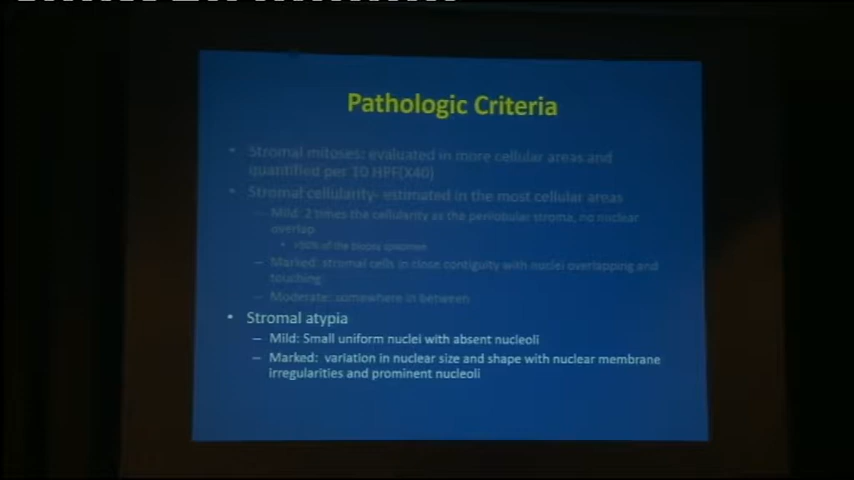 Pathologic Criteria
• Stromal mitoses: evaluated in more cellular areas and
quantified per 10 HPF(X40)
• Stromal cellularity- estimated in the most cellular areas
– Mild: 2 times the cellularity as the perilobular stroma, no nuclear
overlap
• >50% of the biopsy specimen
– Marked: stromal cells in close contiguity with nuclei overlapping and
touching
– Moderate: somewhere in between
• Stromal atypia
– Mild: Small uniform nuclei with absent nucleoli
– Marked: variation in nuclear size and shape with nuclear membrane
irregularities and prominent nucleoli